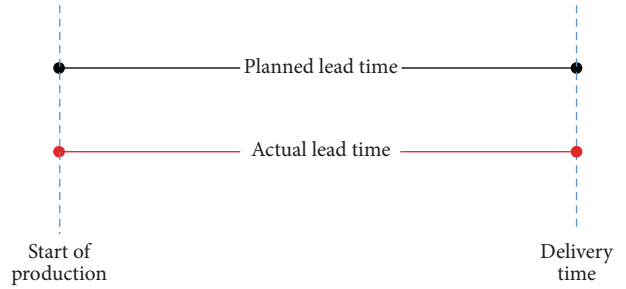 Planned lead time
Actual lead time
Start of
production
Delivery
time